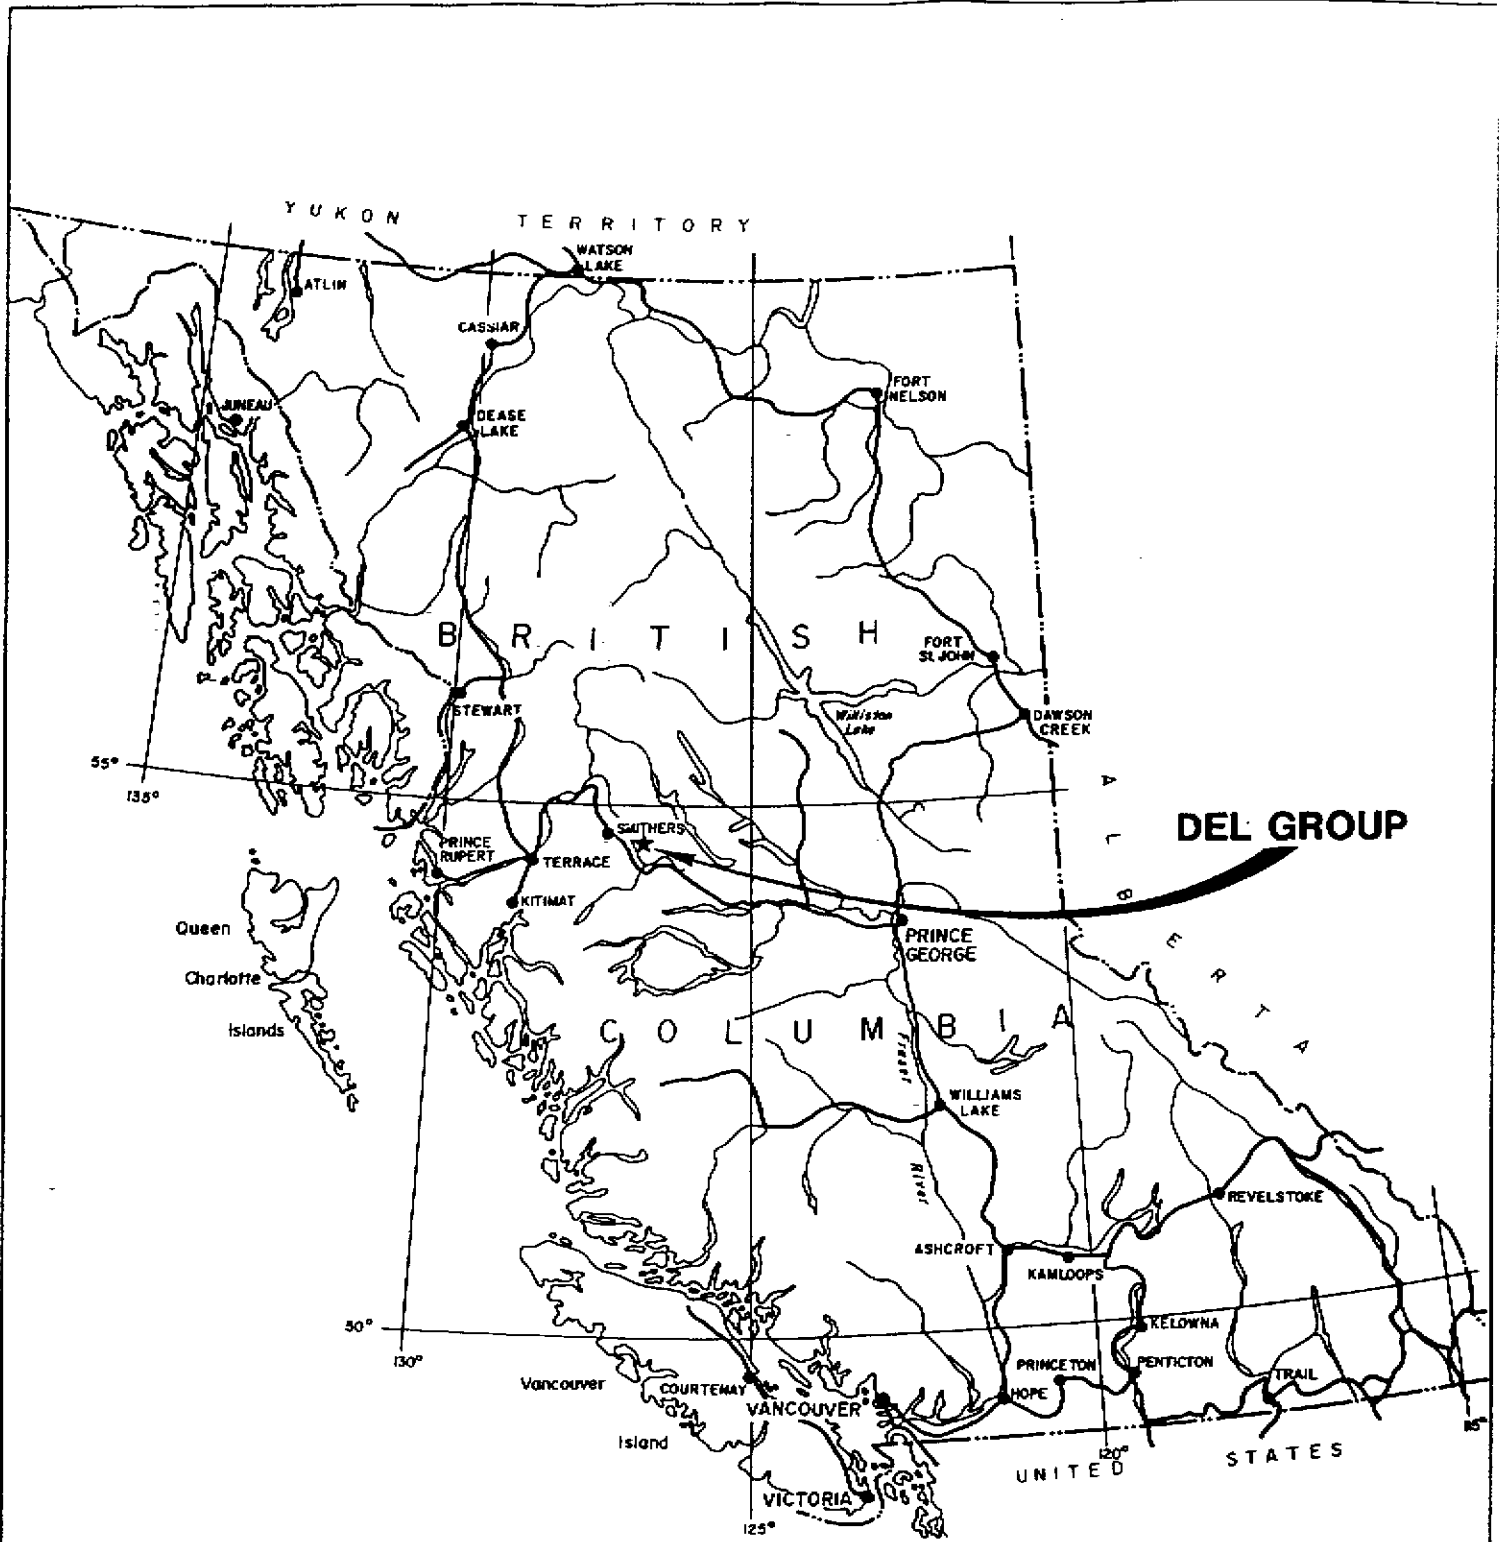 YUKON TERRITORY
WATSON
LAKE
ATLIN
CASSIAR
JUNEAU
DEASE
LAKE
FORT
NELSON
BRITISH
FORT
ST. JOHN
STEWART
Williston
Lake
DAWSON
CREEK
55°
135°
ALBERTA
DEL GROUP
SMITHERS
PRINCE
RUPERT
TERRACE
KITIMAT
PRINCE
GEORGE
Queen
Charlotte
Islands
COLUMBIA
Fraser
River
WILLIAMS
LAKE
REVELSTOKE
ASHCROFT
KAMLOOPS
50°
130°
KELOWNA
PRINCETON
PENTICTON
TRAIL
HOPE
Vancouver
Island
COURTENAY
VANCOUVER
115°
120°
UNITED STATES
VICTORIA
125°